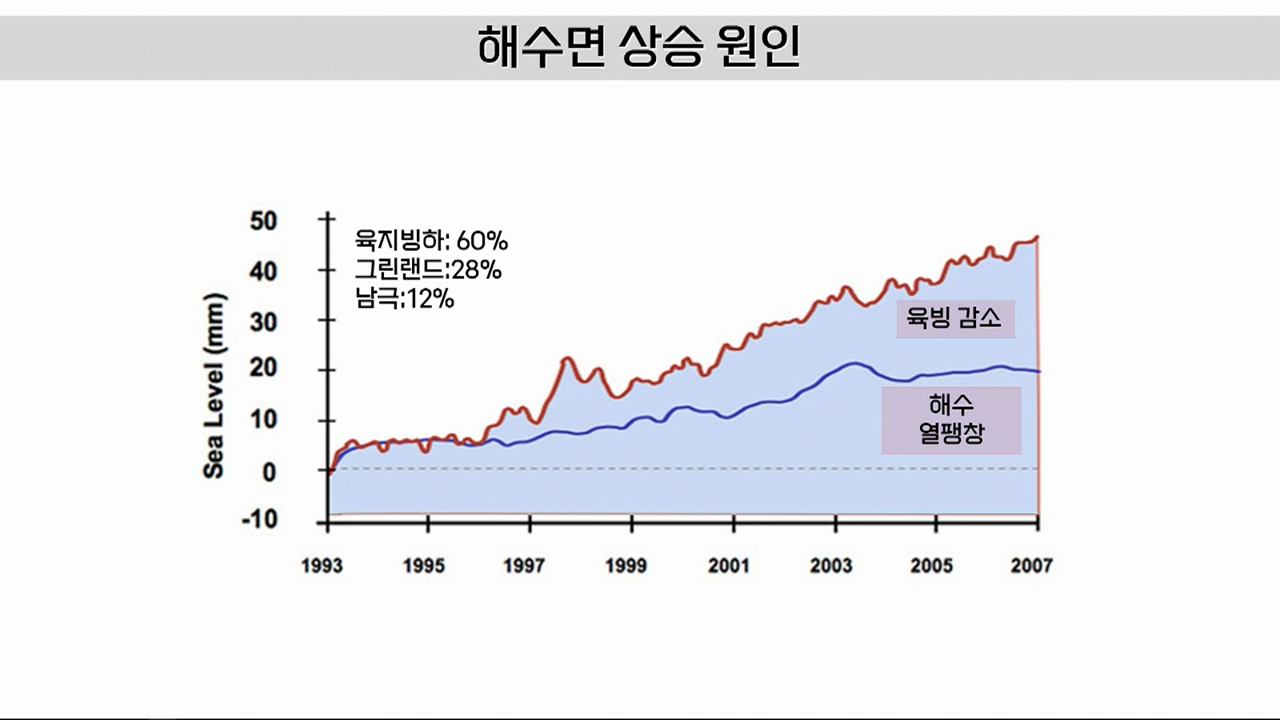 해수면 상승 원인
50
40
30
20
10
0
-10
Sea Level (mm)
육지빙하: 60%
그린랜드:28%
남극:12%
육빙 감소
해수
열팽창
1993
1995
1997
1999
2001
2003
2005
2007